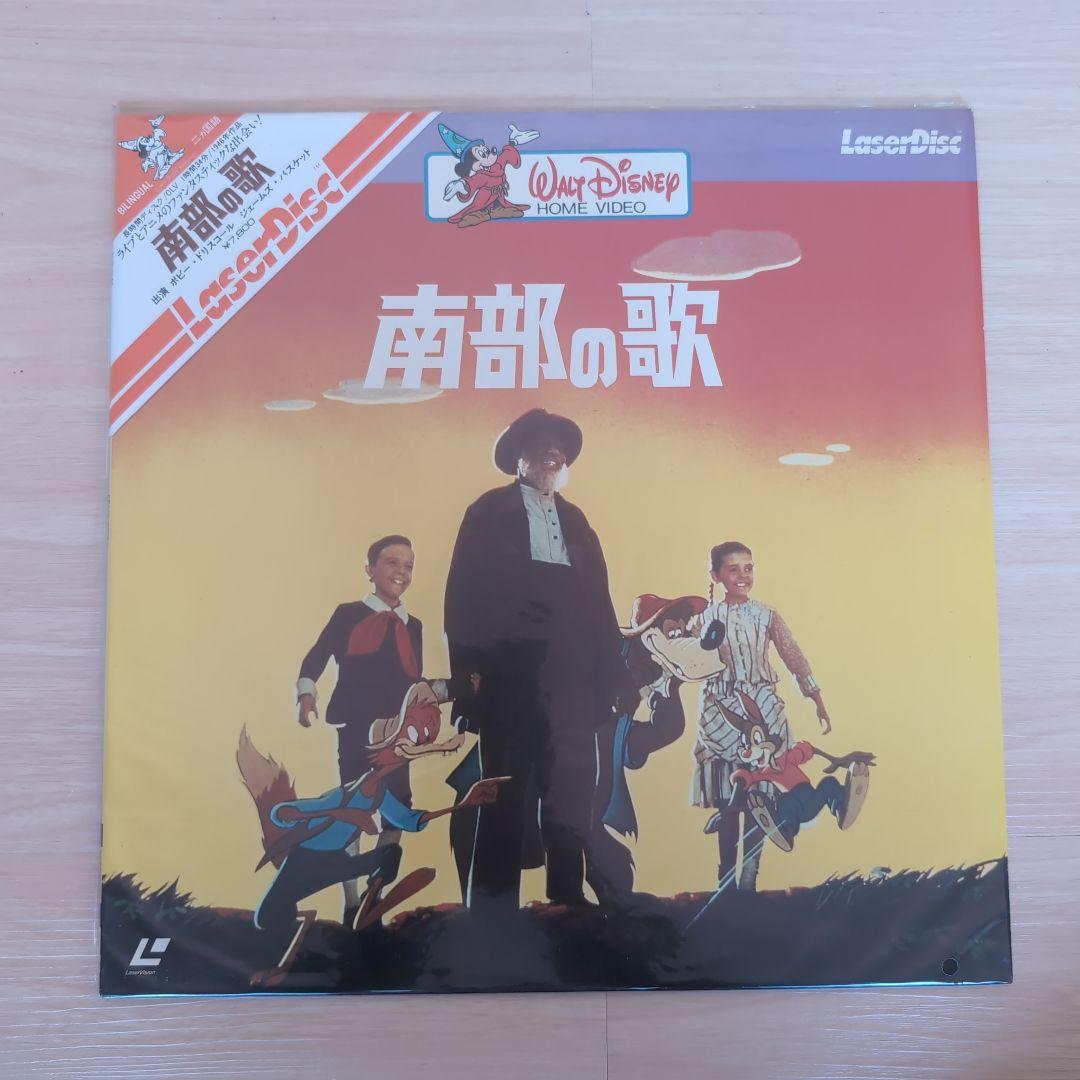 二カ国語
BILINGUAL
長時間ディスク/CLV 1時間34分/1946年作品
ライブとアニメのファンタスティックな出会い!
南部の歌
出演 ボビー・ドリスコール ジェームズ・バスケット
¥7,800
LaserDisc™
WALT DISNEY
HOME VIDEO
LaserDisc™
南部の歌
LaserVision